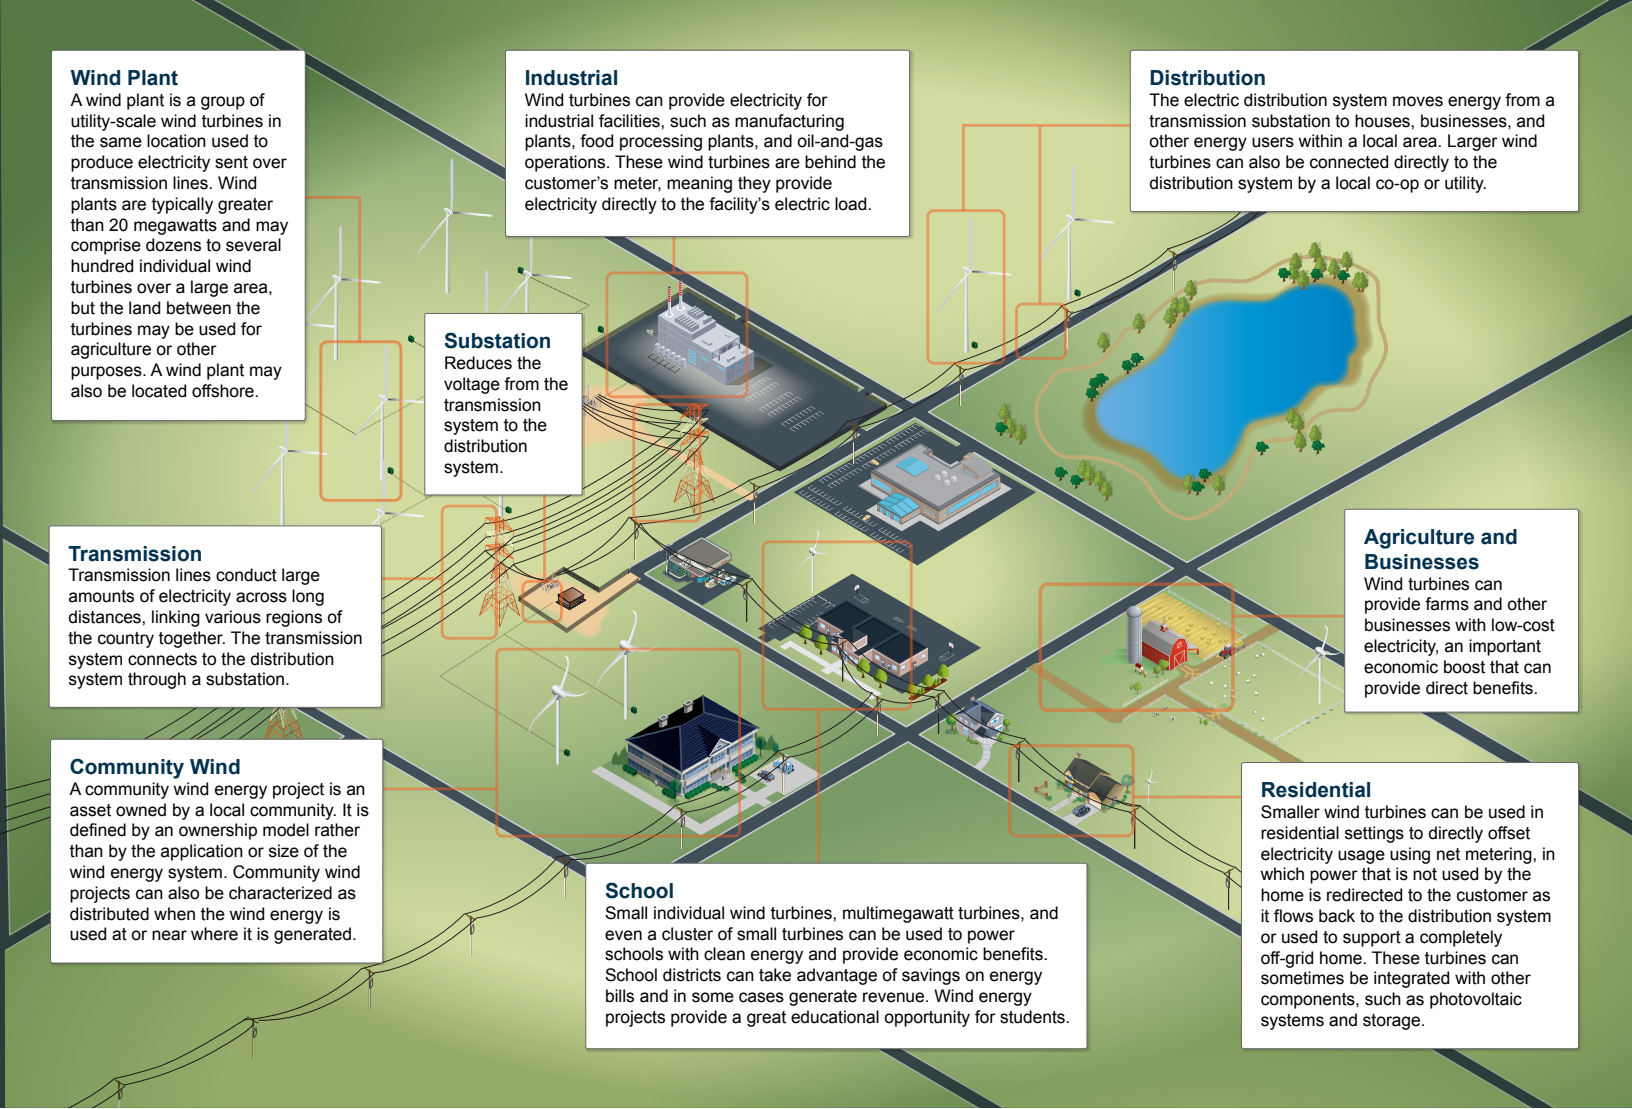 Wind Plant
A wind plant is a group of
utility-scale wind turbines in
the same location used to
produce electricity sent over
transmission lines. Wind
plants are typically greater
than 20 megawatts and may
comprise dozens to several
hundred individual wind
turbines over a large area,
but the land between the
turbines may be used for
agriculture or other
purposes. A wind plant may
also be located offshore.
Industrial
Wind turbines can provide electricity for
industrial facilities, such as manufacturing
plants, food processing plants, and oil-and-gas
operations. These wind turbines are behind the
customer's meter, meaning they provide
electricity directly to the facility's electric load.
Distribution
The electric distribution system moves energy from a
transmission substation to houses, businesses, and
other energy users within a local area. Larger wind
turbines can also be connected directly to the
distribution system by a local co-op or utility.
Substation
Reduces the
voltage from the
transmission
system to the
distribution
system.
Transmission
Transmission lines conduct large
amounts of electricity across long
distances, linking various regions of
the country together. The transmission
system connects to the distribution
system through a substation.
Agriculture and
Businesses
Wind turbines can
provide farms and other
businesses with low-cost
electricity, an important
economic boost that can
provide direct benefits.
Community Wind
A community wind energy project is an
asset owned by a local community. It is
defined by an ownership model rather
than by the application or size of the
wind energy system. Community wind
projects can also be characterized as
distributed when the wind energy is
used at or near where it is generated.
School
Small individual wind turbines, multimegawatt turbines, and
even a cluster of small turbines can be used to power
schools with clean energy and provide economic benefits.
School districts can take advantage of savings on energy
bills and in some cases generate revenue. Wind energy
projects provide a great educational opportunity for students.
Residential
Smaller wind turbines can be used in
residential settings to directly offset
electricity usage using net metering, in
which power that is not used by the
home is redirected to the customer as
it flows back to the distribution system
or used to support a completely
off-grid home. These turbines can
sometimes be integrated with other
components, such as photovoltaic
systems and storage.